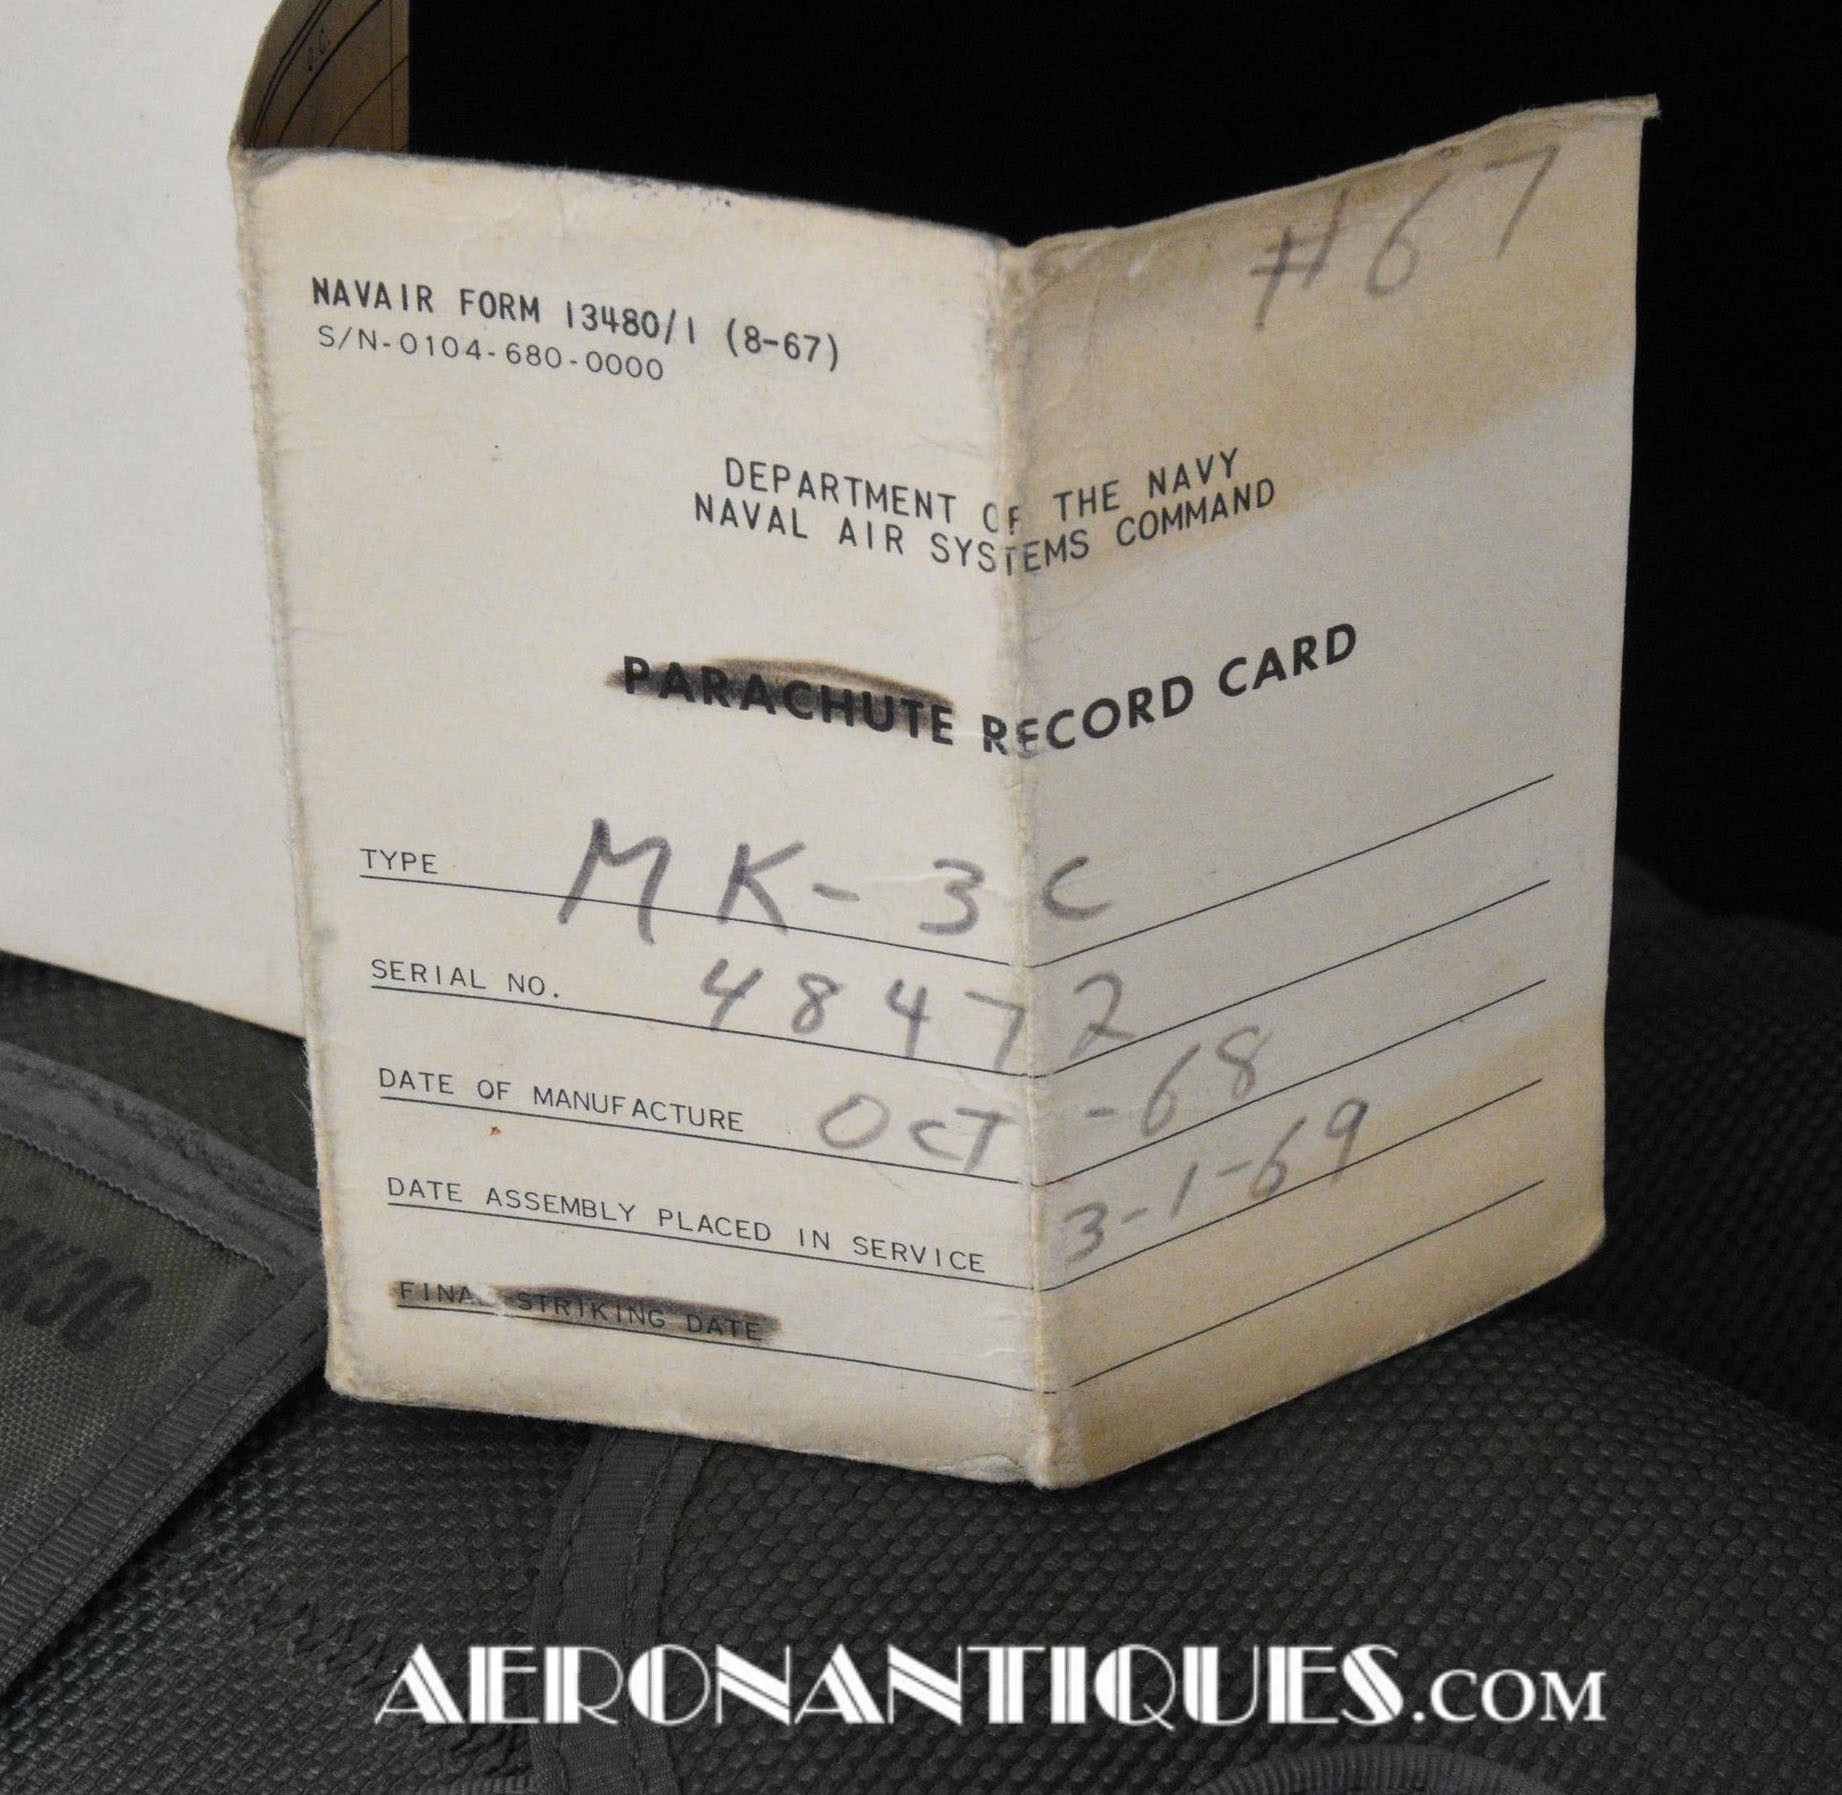 O.C.
#67
NAVAIR FORM 13480/1 (8-67)
S/N-0104-680-0000
DEPARTMENT OF THE NAVY
NAVAL AIR SYSTEMS COMMAND
PARACHUTE RECORD CARD
TYPE MK-3C
SERIAL NO. 48472
DATE OF MANUFACTURE OCT -68
DATE ASSEMBLY PLACED IN SERVICE 3-1-69
FINAL STRIKING DATE
K3C
AERONANTIQUES.COM